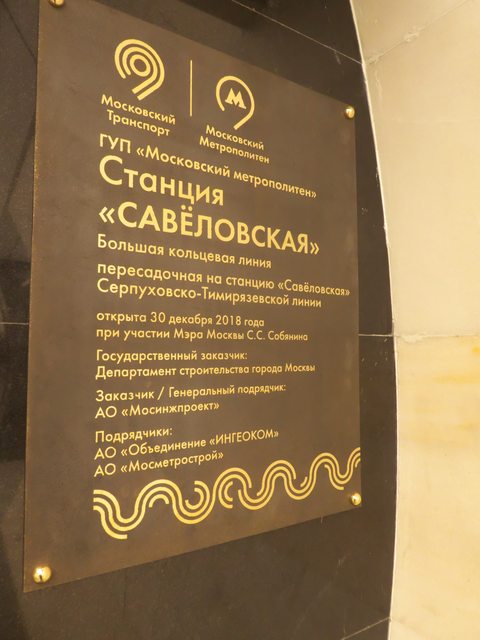 Московский
Транспорт
Московский
Метрополитен
ГУП «Московский метрополитен»
Станция
«САВЁЛОВСКАЯ»
Большая кольцевая линия
пересадочная на станцию «Савёловская»
Серпуховско-Тимирязевской линии
открыта 30 декабря 2018 года
при участии Мэра Москвы С.С. Собянина
Государственный заказчик:
Департамент строительства города Москвы
Заказчик / Генеральный подрядчик:
АО «Мосинжпроект»
Подрядчики:
АО «Объединение «ИНГЕОКОМ»
АО «Мосметрострой»